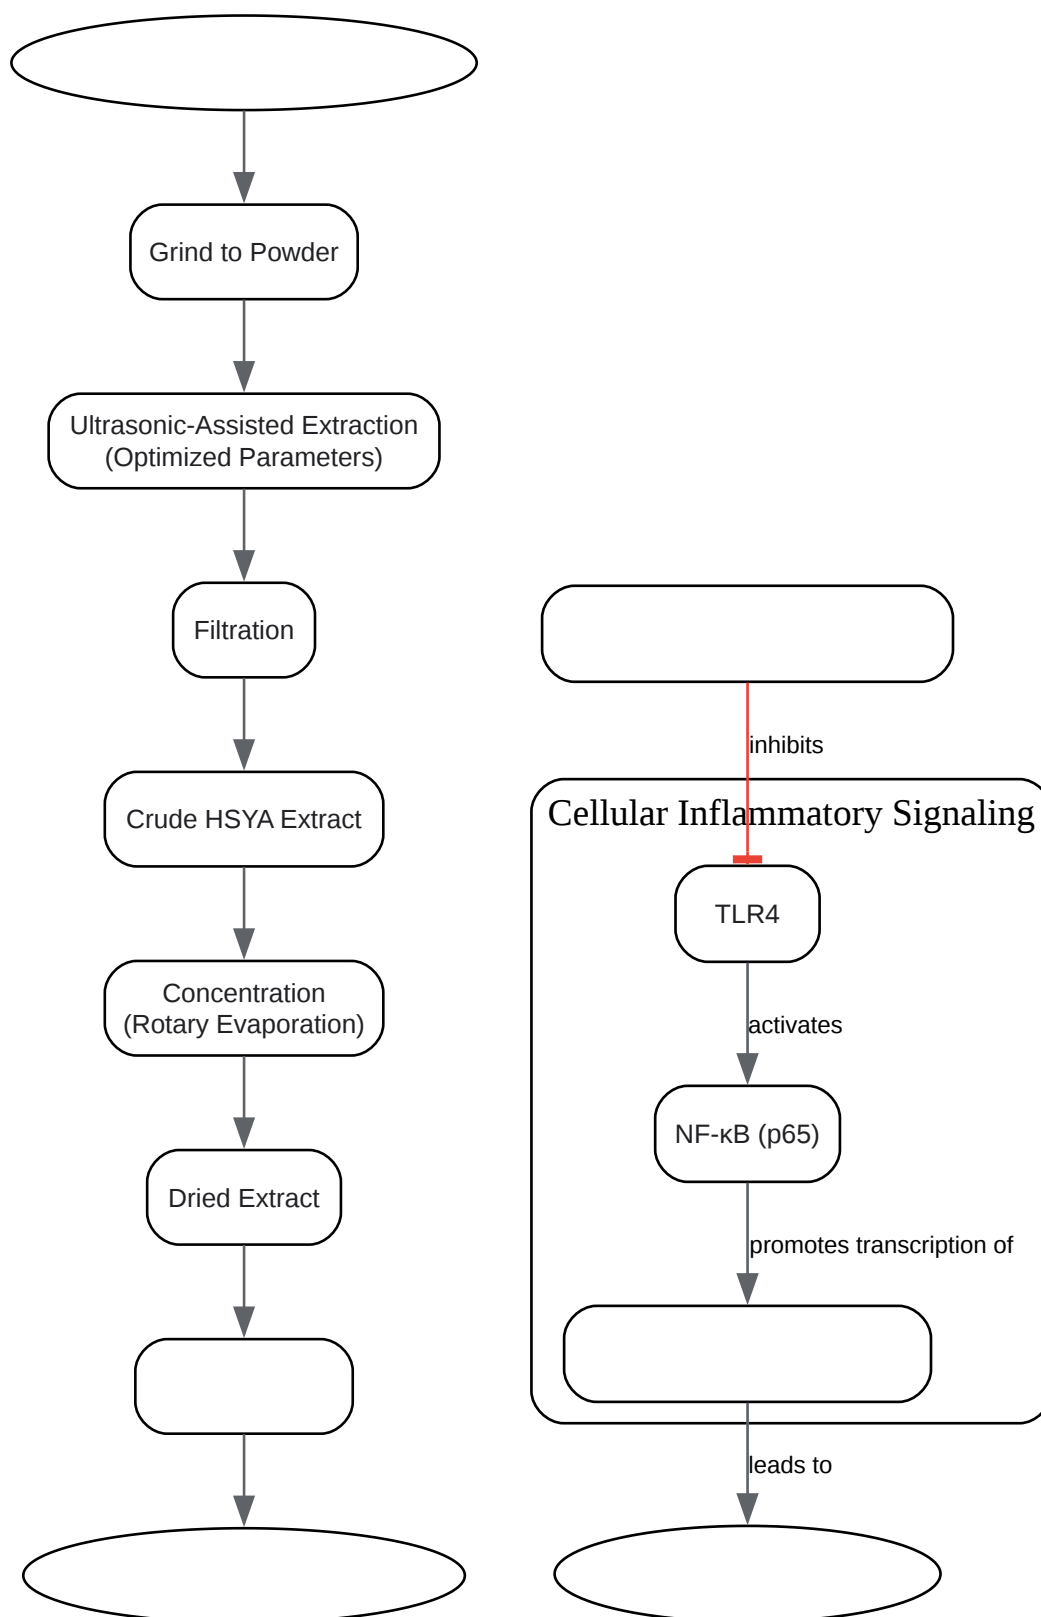 Grind to Powder
Ultrasonic-Assisted Extraction
(Optimized Parameters)
Filtration
Crude HSYA Extract
Concentration
(Rotary Evaporation)
Dried Extract
inhibits
Cellular Inflammatory Signaling
TLR4
activates
NF-κB (p65)
promotes transcription of
leads to